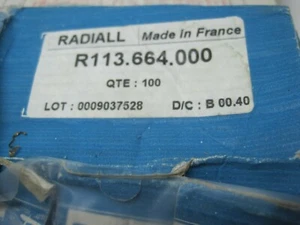 RADIALL Made in France
R113.664.000
QTE : 100
LOT : 0009037528 D/C : B 00.40